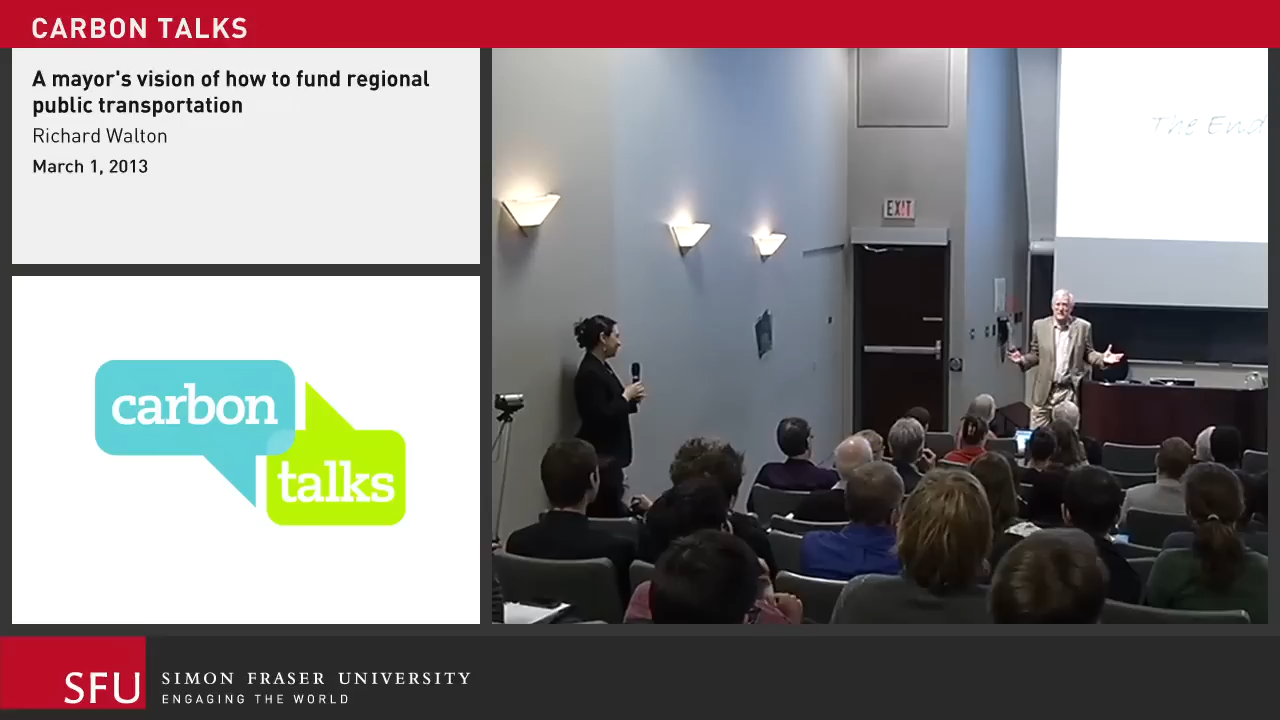 CARBON TALKS
A mayor's vision of how to fund regional
public transportation
Richard Walton
March 1, 2013
The End
EXIT
carbon
talks
SFU
SIMON FRASER UNIVERSITY
ENGAGING THE WORLD